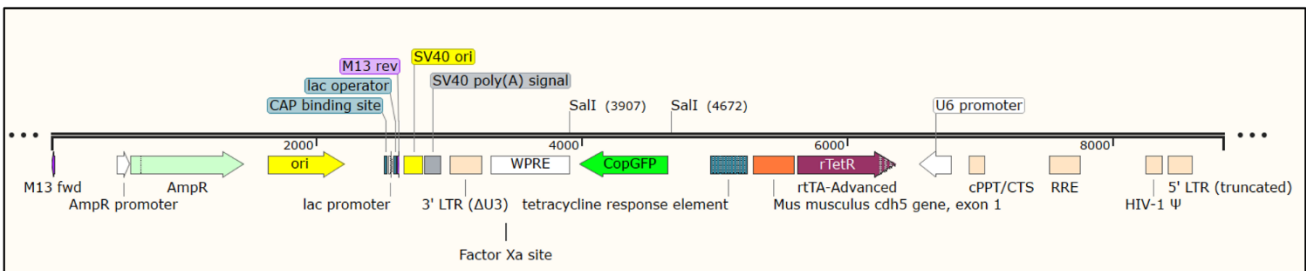 SV40 ori
M13 rev
SV40 poly(A) signal
lac operator
CAP binding site
SalI (3907)
SalI (4672)
U6 promoter
2000
4000
6000
8000
ori
WPRE
CopGFP
rTetR
M13 fwd
AmpR
rtTA-Advanced
cPPT/CTS
RRE
5' LTR (truncated)
AmpR promoter
lac promoter
3' LTR (ΔU3)
tetracycline response element
Mus musculus cdh5 gene, exon 1
HIV-1 Ψ
Factor Xa site